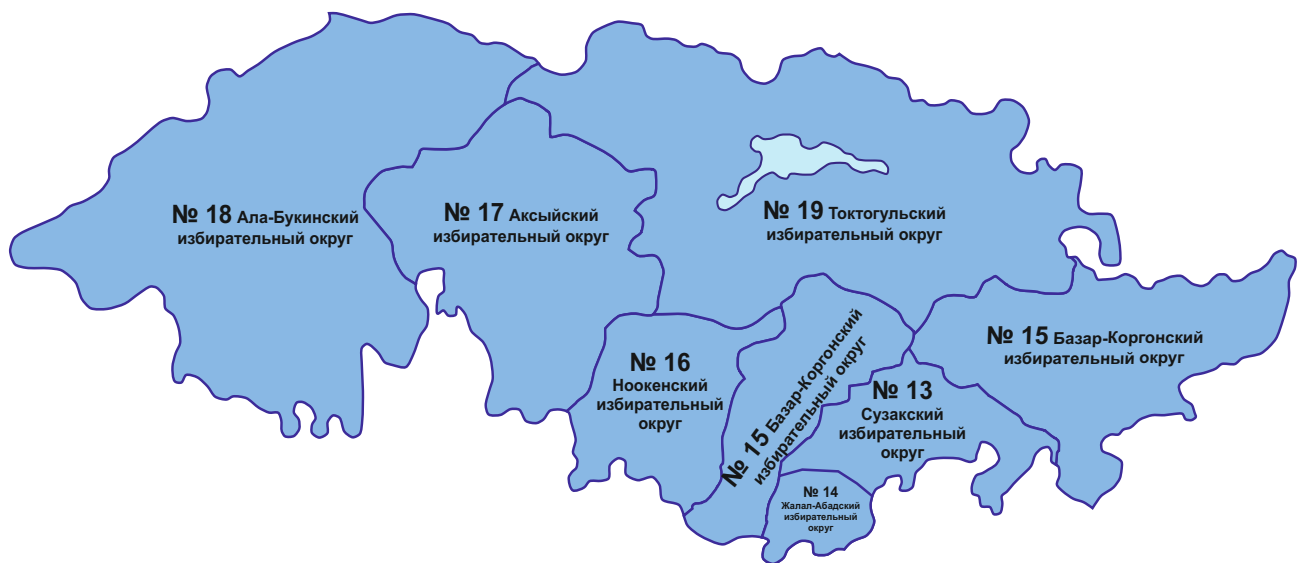 № 18 Ала-Букинский
избирательный округ
№ 17 Аксыйский
избирательный округ
№ 19 Токтогульский
избирательный округ
№ 15 Базар-Коргонский
избирательный округ
№ 16
Ноокенский
избирательный
округ
№ 15 Базар-Коргонский
избирательный округ
№ 13
Сузакский
избирательный
округ
№ 14
Жалал-Абадский
избирательный
округ